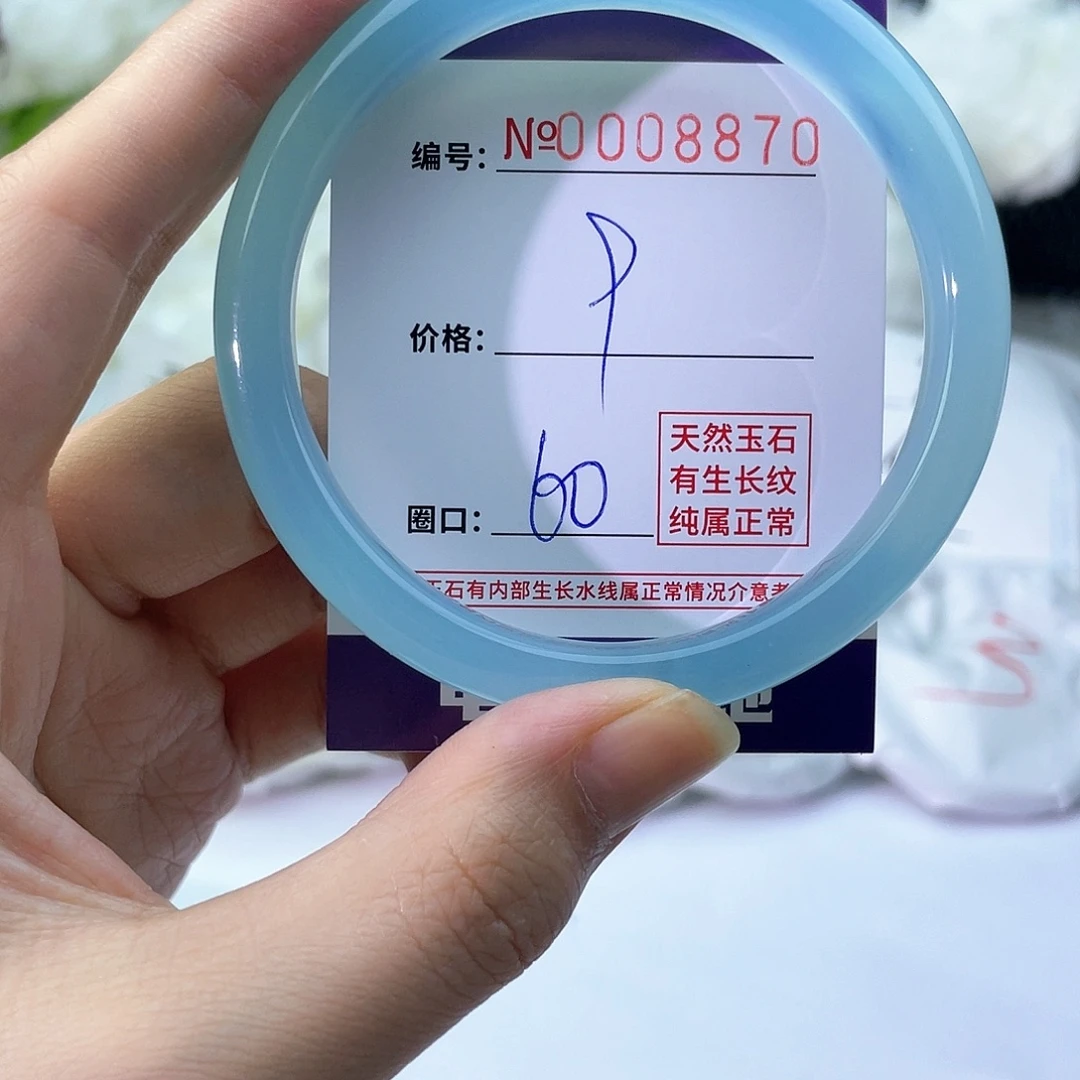 编号: №0008870
价格:
圈口: 60
天然玉石
有生长纹
纯属正常
石有内部生长水线属正常情况介意